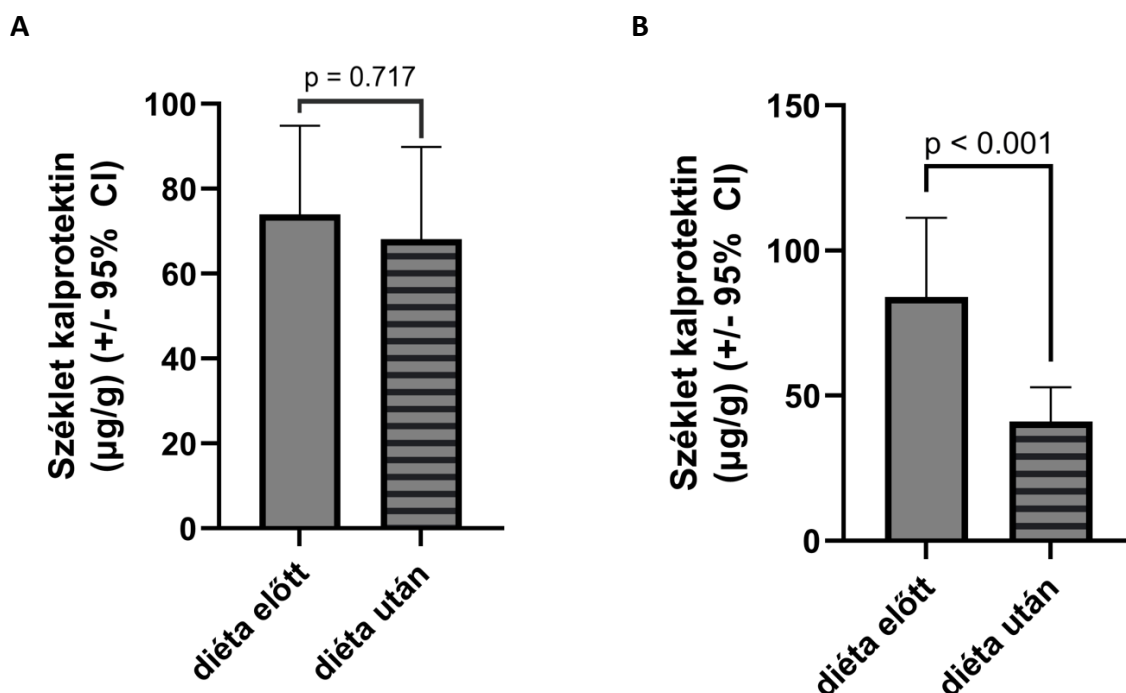 A
p = 0.717
Széklet kalprotektin
(µg/g) (+/- 95% CI)
100
80
60
40
20
0
diéta előtt
diéta után
B
p < 0.001
Széklet kalprotektin
(µg/g) (+/- 95% CI)
150
100
50
0
diéta előtt
diéta után